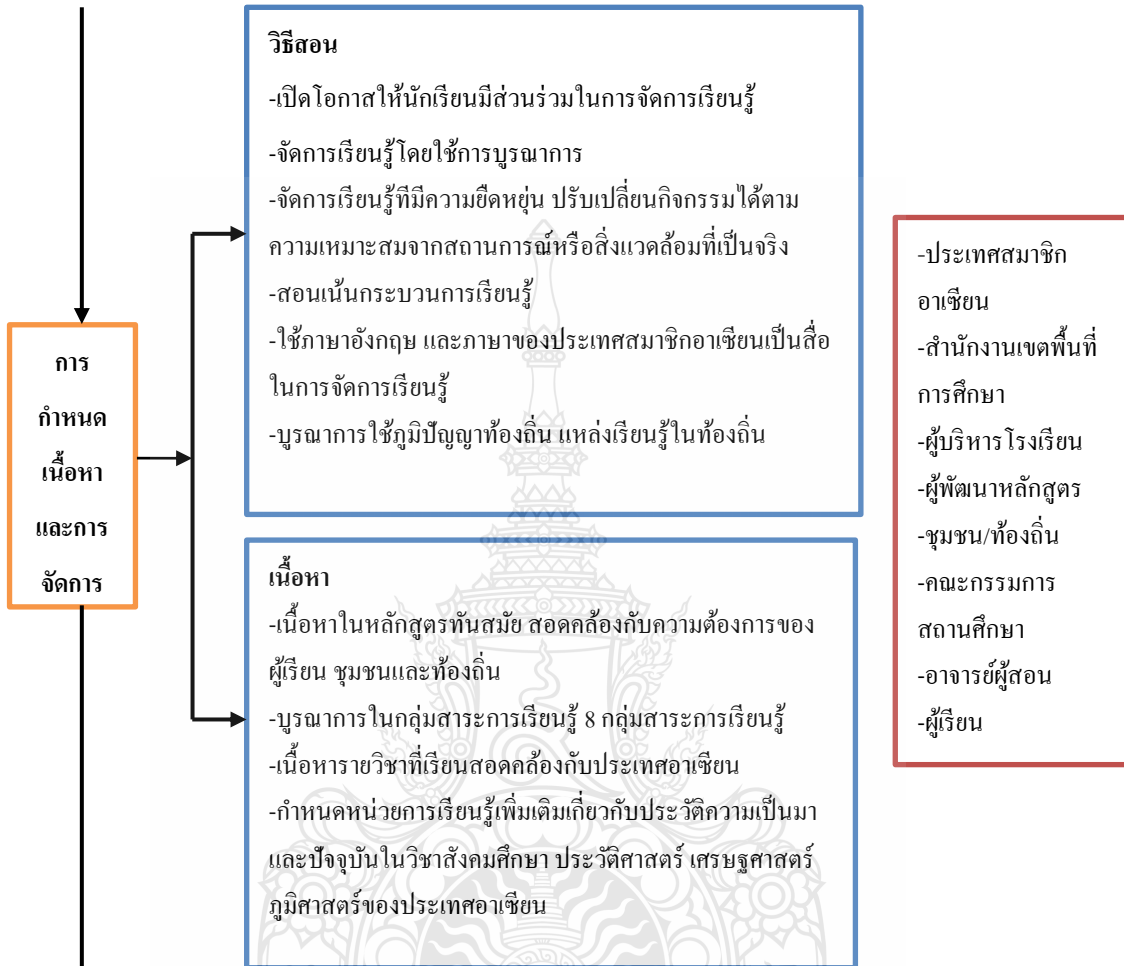 การ
กำหนด
เนื้อหา
และการ
จัดการ
วิธีสอน
-เปิดโอกาสให้นักเรียนมีส่วนร่วมในการจัดการเรียนรู้
-จัดการเรียนรู้โดยใช้การบูรณาการ
-จัดการเรียนรู้ทีมีความยืดหยุ่น ปรับเปลี่ยนกิจกรรมได้ตาม
ความเหมาะสมจากสถานการณ์หรือสิ่งแวดล้อมที่เป็นจริง
-สอนเน้นกระบวนการเรียนรู้
-ใช้ภาษาอังกฤษ และภาษาของประเทศสมาชิกอาเซียนเป็นสื่อ
ในการจัดการเรียนรู้
-บูรณาการใช้ภูมิปัญญาท้องถิ่น แหล่งเรียนรู้ในท้องถิ่น
เนื้อหา
-เนื้อหาในหลักสูตรทันสมัย สอดคล้องกับความต้องการของ
ผู้เรียน ชุมชนและท้องถิ่น
-บูรณาการในกลุ่มสาระการเรียนรู้ 8 กลุ่มสาระการเรียนรู้
-เนื้อหารายวิชาที่เรียนสอดคล้องกับประเทศอาเซียน
-กำหนดหน่วยการเรียนรู้เพิ่มเติมเกี่ยวกับประวัติความเป็นมา
และปัจจุบันในวิชาสังคมศึกษา ประวัติศาสตร์ เศรษฐศาสตร์
ภูมิศาสตร์ของประเทศอาเซียน
-ประเทศสมาชิก
อาเซียน
-สำนักงานเขตพื้นที่
การศึกษา
-ผู้บริหารโรงเรียน
-ผู้พัฒนาหลักสูตร
-ชุมชน/ท้องถิ่น
-คณะกรรมการ
สถานศึกษา
-อาจารย์ผู้สอน
-ผู้เรียน